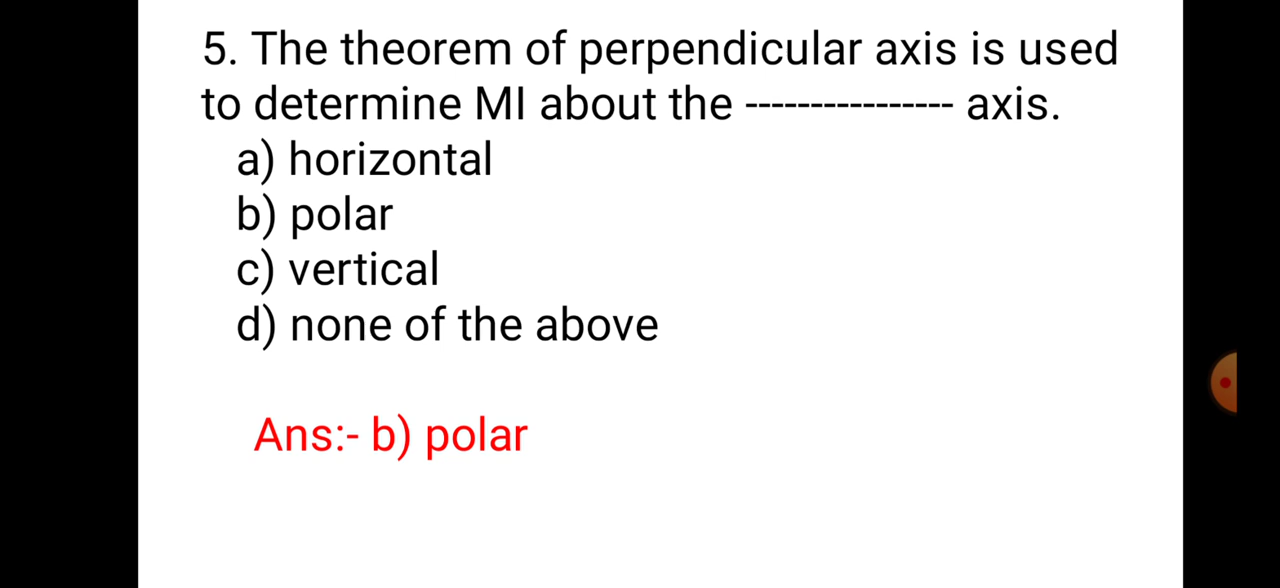 5. The theorem of perpendicular axis is used
to determine MI about the ---------------- axis.
a) horizontal
b) polar
c) vertical
d) none of the above
Ans:- b) polar